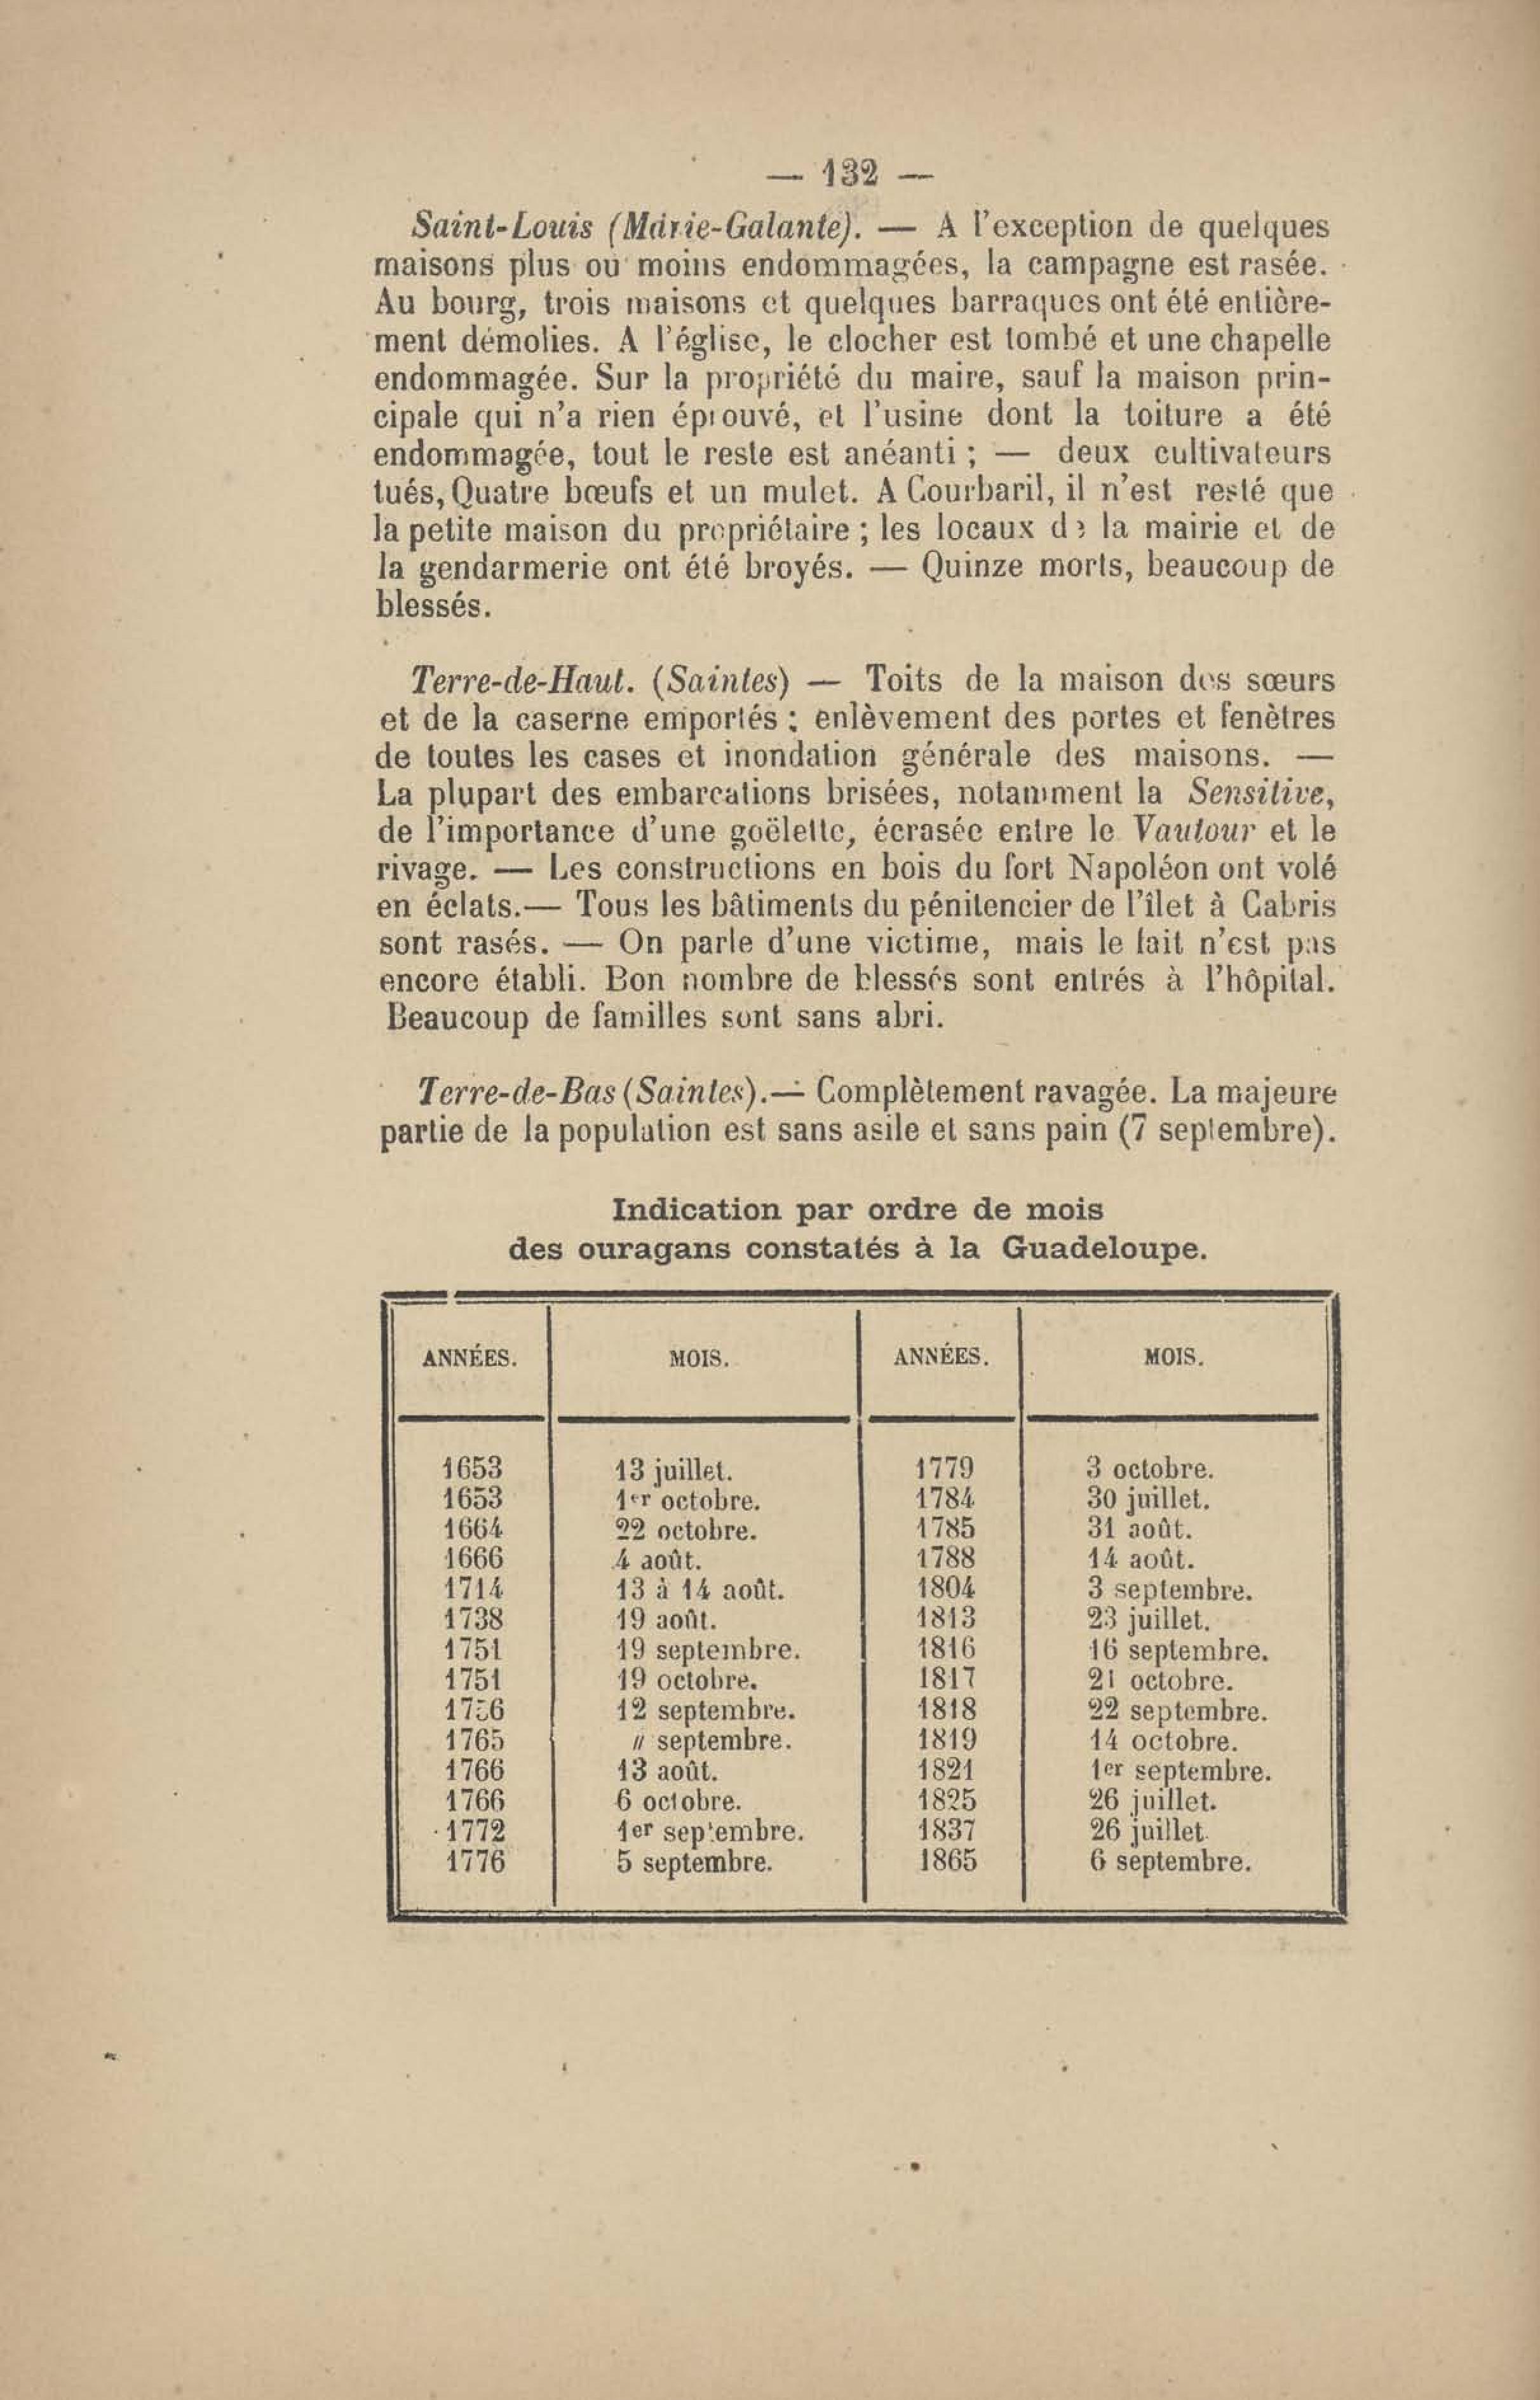 — 132 —
Saint-Louis (Marie-Galante). — A l'exception de quelques
maisons plus ou moins endommagées, la campagne est rasée.
Au bourg, trois maisons et quelques barraques ont été entière-
ment démolies. A l'église, le clocher est tombé et une chapelle
endommagée. Sur la propriété du maire, sauf la maison prin-
cipale qui n'a rien éprouvé, et l'usine dont la toiture a été
endommagée, tout le reste est anéanti ; — deux cultivateurs
tués, Quatre bœufs et un mulet. A Courbaril, il n'est resté que
la petite maison du propriétaire ; les locaux de la mairie et de
la gendarmerie ont été broyés. — Quinze morts, beaucoup de
blessés.
Terre-de-Haut. (Saintes) — Toits de la maison des sœurs
et de la caserne emportés ; enlèvement des portes et fenêtres
de toutes les cases et inondation générale des maisons. —
La plupart des embarcations brisées, notamment la Sensitive,
de l'importance d'une goëlette, écrasée entre le Vautour et le
rivage. — Les constructions en bois du fort Napoléon ont volé
en éclats.— Tous les bâtiments du pénitencier de l'îlet à Cabris
sont rasés. — On parle d'une victime, mais le fait n'est pas
encore établi. Bon nombre de blessés sont entrés à l'hôpital.
Beaucoup de familles sont sans abri.
Terre-de-Bas (Saintes).— Complètement ravagée. La majeure
partie de la population est sans asile et sans pain (7 septembre).
Indication par ordre de mois
des ouragans constatés à la Guadeloupe.
ANNÉES. MOIS. ANNÉES. MOIS.
1653 13 juillet. 1779 3 octobre.
1653 1er octobre. 1784 30 juillet.
1664 22 octobre. 1785 31 août.
1666 4 août. 1788 14 août.
1714 13 à 14 août. 1804 3 septembre.
1738 19 août. 1813 23 juillet.
1751 19 septembre. 1816 16 septembre.
1751 19 octobre. 1817 21 octobre.
12 septembre. 1818 22 septembre.
1765 " septembre. 1819 14 octobre.
1766 13 août. 1821 1er septembre.
1766 6 octobre. 1825 26 juillet.
1772 1er septembre. 1837 26 juillet.
1776 5 septembre. 1865 6 septembre.